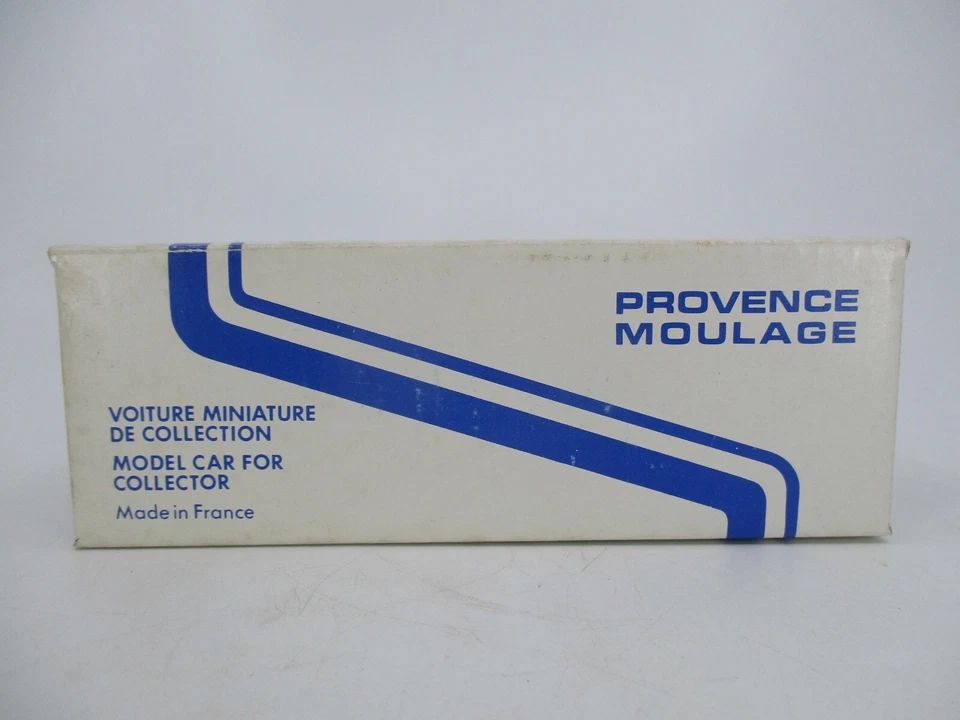 PROVENCE
MOULAGE
VOITURE MINIATURE
DE COLLECTION
MODEL CAR FOR
COLLECTOR
Made in France